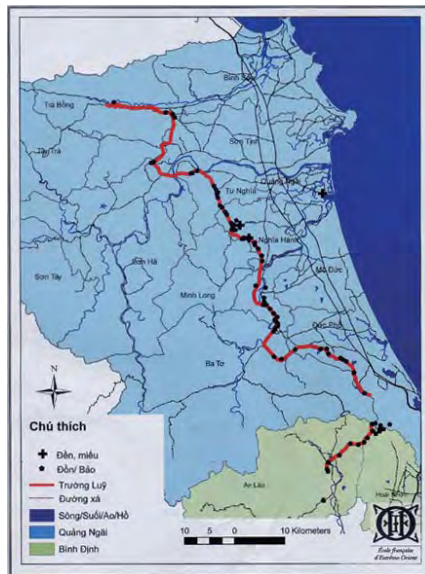 Bình Sơn
Trà Bồng
Sơn Tịnh
Tây Trà
Quảng Ngãi
Tư Nghĩa
Nghĩa Hành
Sơn Hà
Sơn Tây
Mộ Đức
Minh Long
Đức Phổ
Ba Tơ
N
Chú thích
Đền, miếu
Đồn/ Bảo
Trường Luỹ
Đường xá
Sông/Suối/Ao/Hồ
Quảng Ngãi
Bình Định
An Lão
Hoài Nhơn
10 5 0 10 Kilometers
École française
d'Extrême-Orient